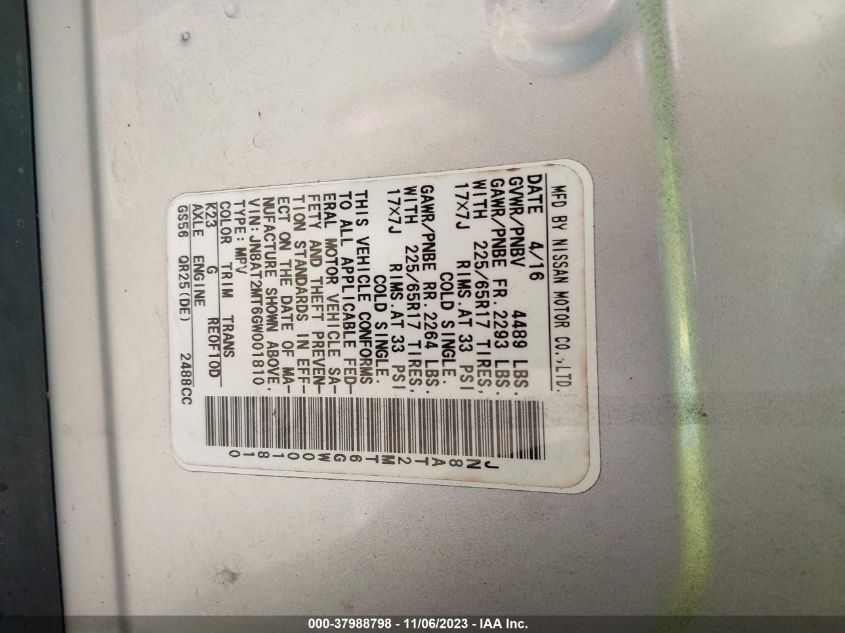 MFD BY NISSAN MOTOR CO.,LTD.
DATE 4/16
GVWR/PNBV 4489 LBS.
GAWR/PNBE FR. 2293 LBS.
WITH 225/65R17 TIRES,
17X7J RIMS.AT 33 PSI
COLD SINGLE.
GAWR/PNBE RR. 2264 LBS.
WITH 225/65R17 TIRES,
17X7J RIMS.AT 33 PSI
COLD SINGLE.
THIS VEHICLE CONFORMS
TO ALL APPLICABLE FED-
ERAL MOTOR VEHICLE SA-
FETY AND THEFT PREVEN-
TION STANDARDS IN EFF-
ECT ON THE DATE OF MA-
NUFACTURE SHOWN ABOVE.
VIN:JN8AT2MT6GW001810
TYPE:MPV
COLOR TRIM TRANS
K23 G RE0F10D
AXLE ENGINE
GS56 QR25(DE) 2488CC
JN8AT2MT6GW001810
000-37988798 - 11/06/2023 - IAA Inc.